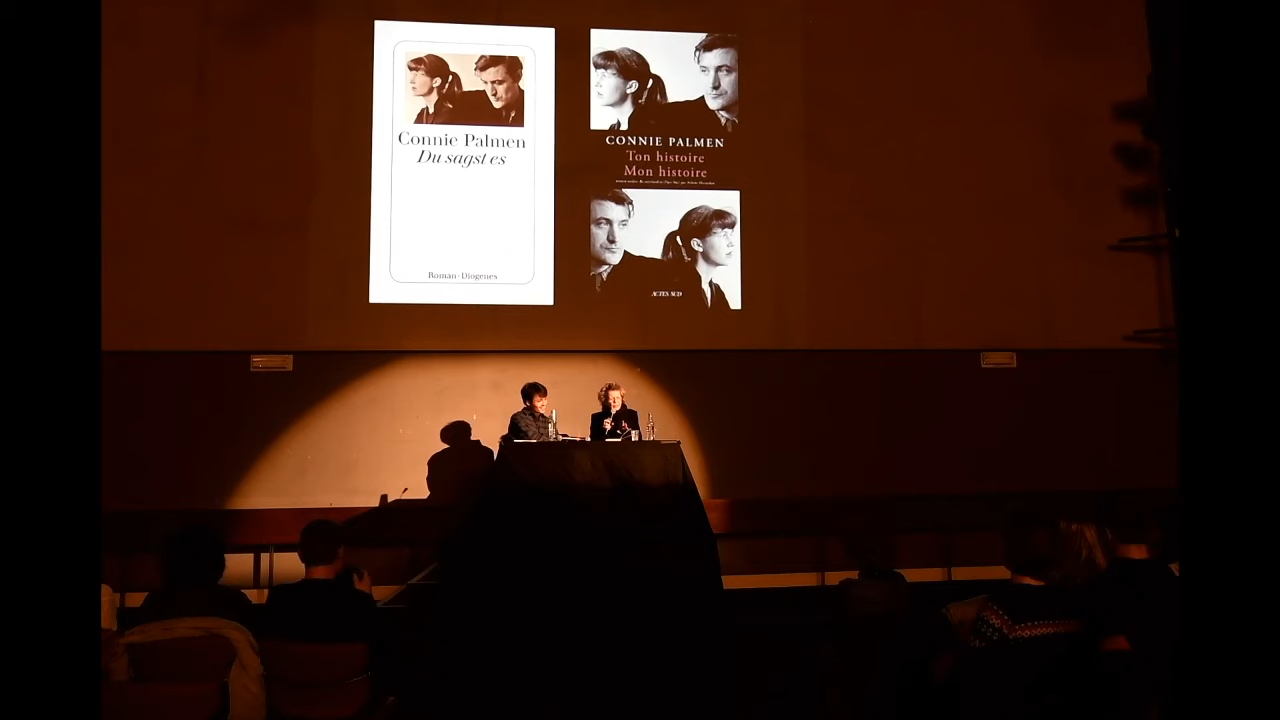 Connie Palmen
Du sagst es
Roman · Diogenes
CONNIE PALMEN
Ton histoire
Mon histoire
ACTES SUD